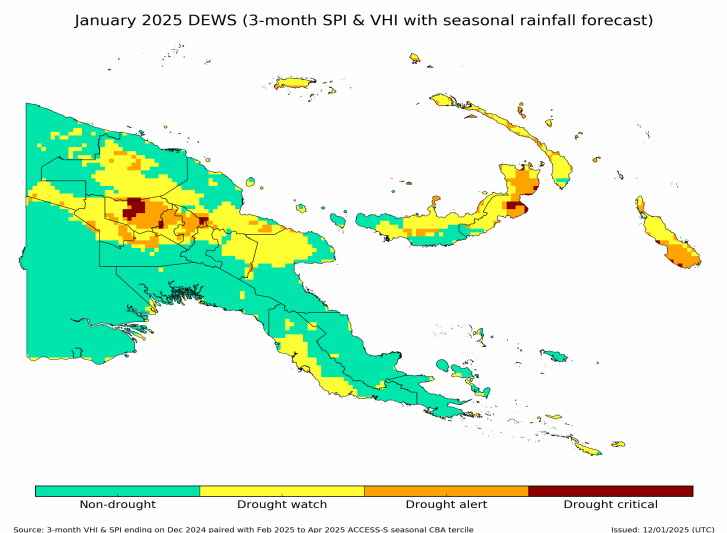 January 2025 DEWS (3-month SPI & VHI with seasonal rainfall forecast)
Non-drought
Drought watch
Drought alert
Drought critical
Source: 3-month VHI & SPI ending on Dec 2024 paired with Feb 2025 to Apr 2025 ACCESS-S seasonal CBA tercile
Issued: 12/01/2025 (UTC)